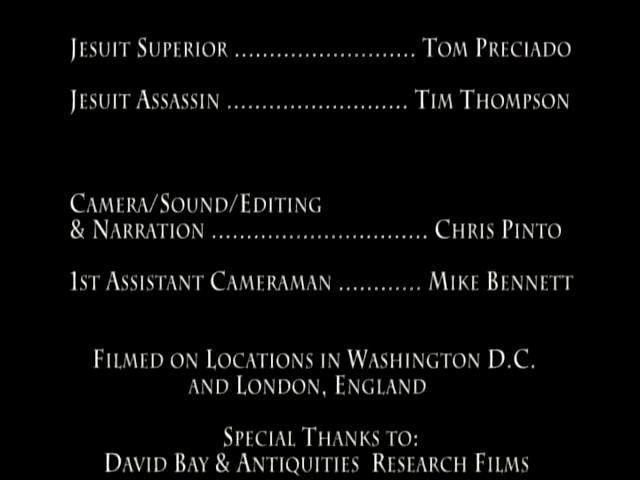 Jesuit Superior .......................... Tom Preciado
Jesuit Assassin .......................... Tim Thompson
Camera/Sound/Editing
& Narration ............................... Chris Pinto
1st Assistant Cameraman ............ Mike Bennett
Filmed on Locations in Washington D.C.
and London, England
Special Thanks to:
David Bay & Antiquities Research Films